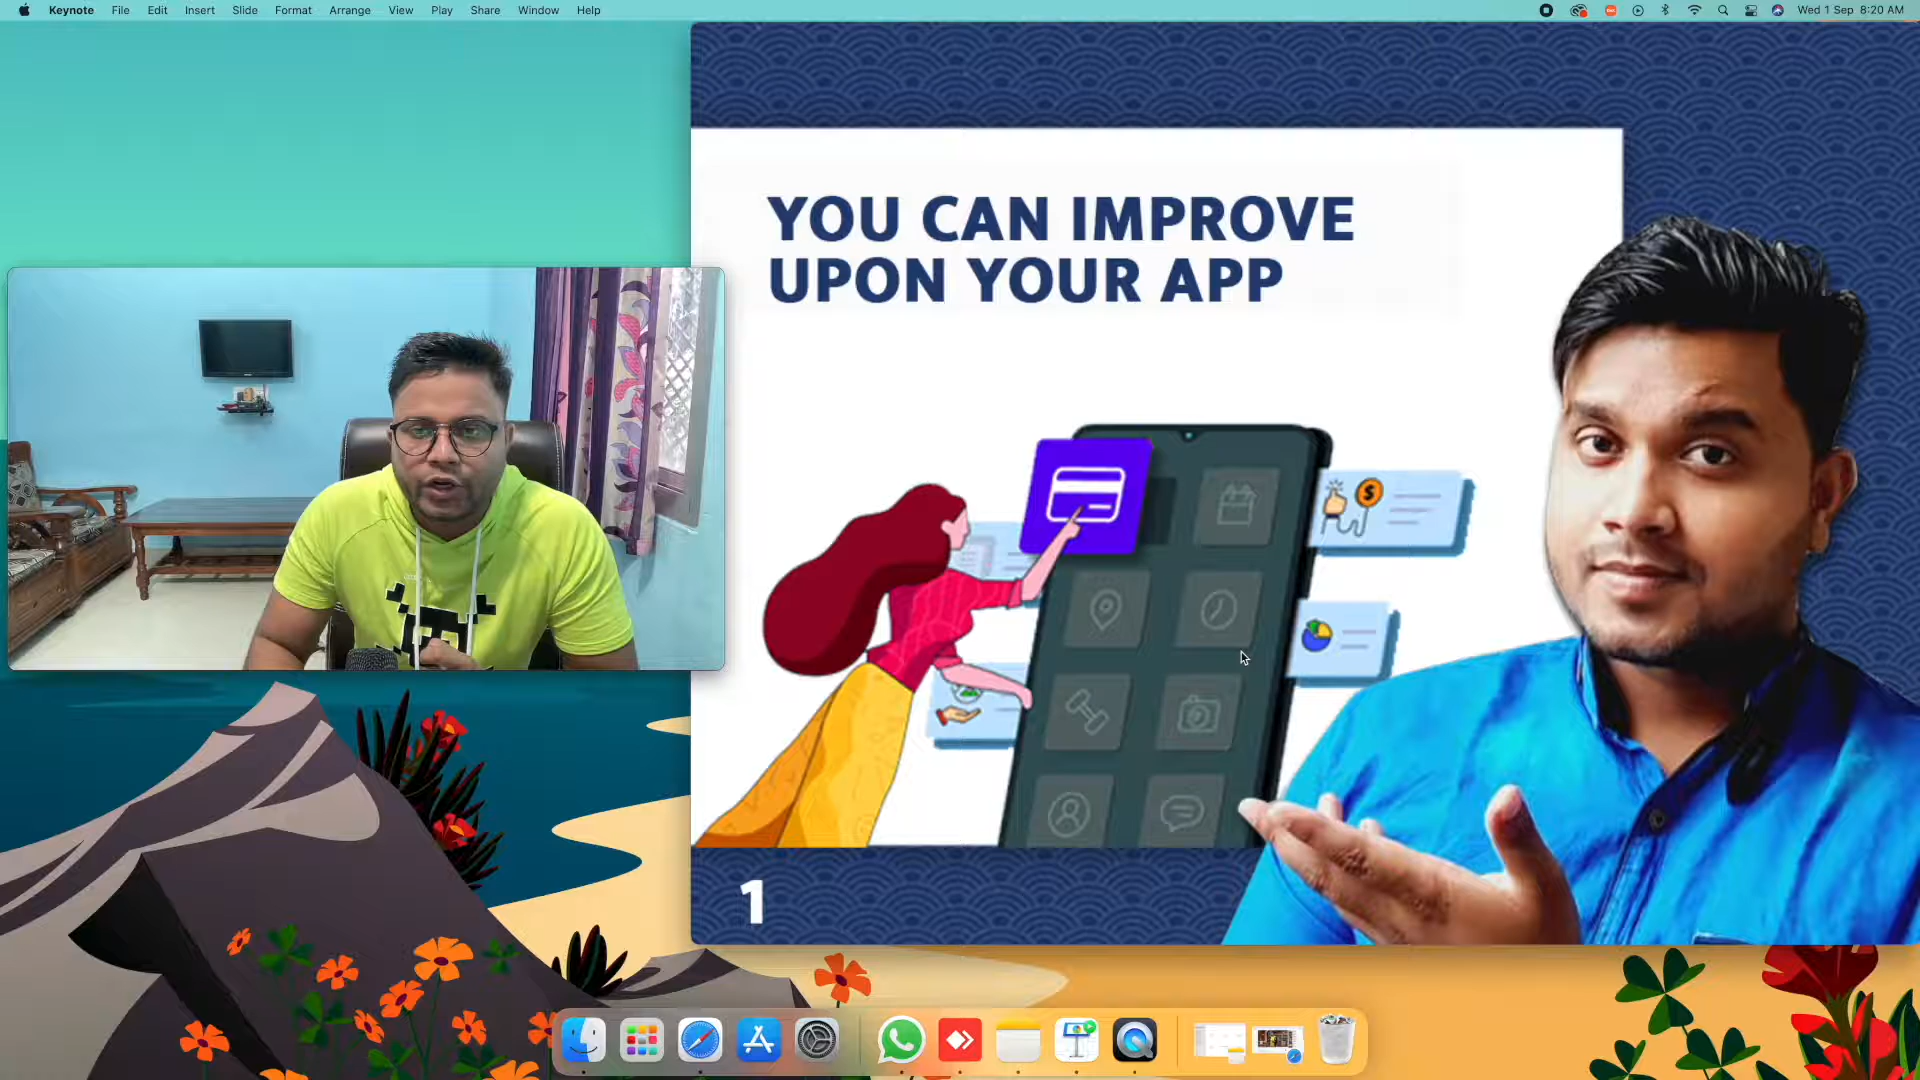 Keynote File Edit Insert Slide Format Arrange View Play Share Window Help
Wed 1 Sep 8:20 AM
YOU CAN IMPROVE
UPON YOUR APP
$
1